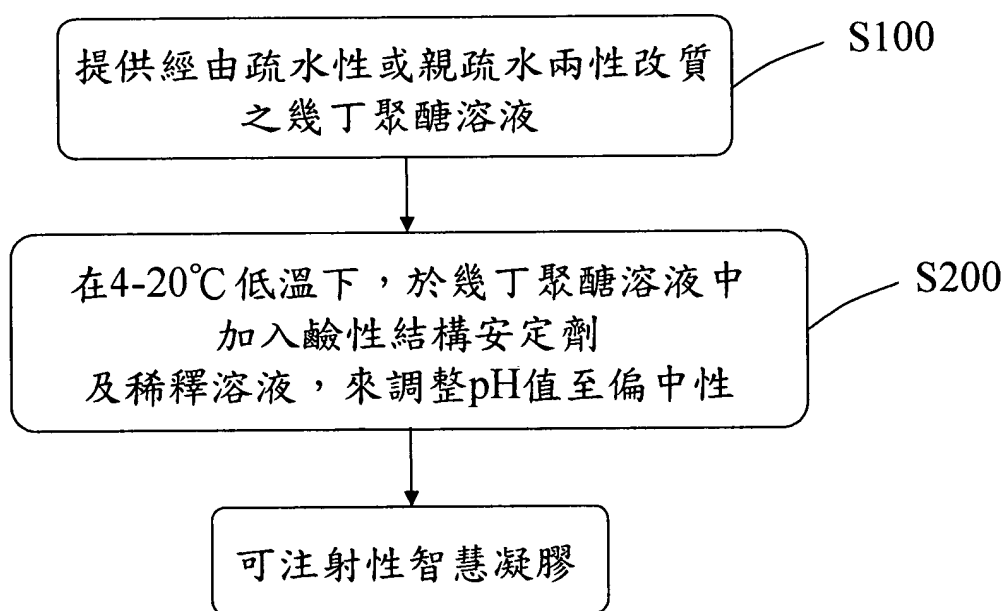 提供經由疏水性或親疏水兩性改質
之幾丁聚醣溶液
S100
在4-20℃低溫下，於幾丁聚醣溶液中
加入鹼性結構安定劑
及稀釋溶液，來調整pH值至偏中性
S200
可注射性智慧凝膠